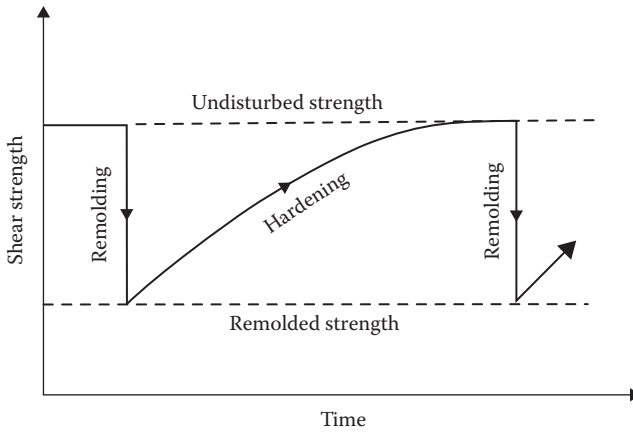 Undisturbed strength
Shear strength
Remolding
Hardening
Remolding
Remolded strength
Time